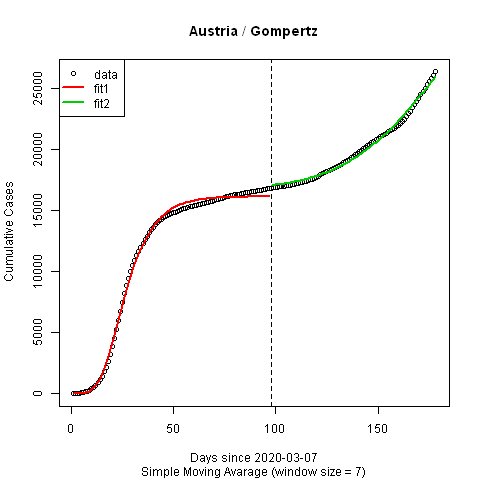 Austria / Gompertz
data
fit1
fit2
Cumulative Cases
0
5000
10000
15000
20000
25000
0
50
100
150
Days since 2020-03-07
Simple Moving Avarage (window size = 7)